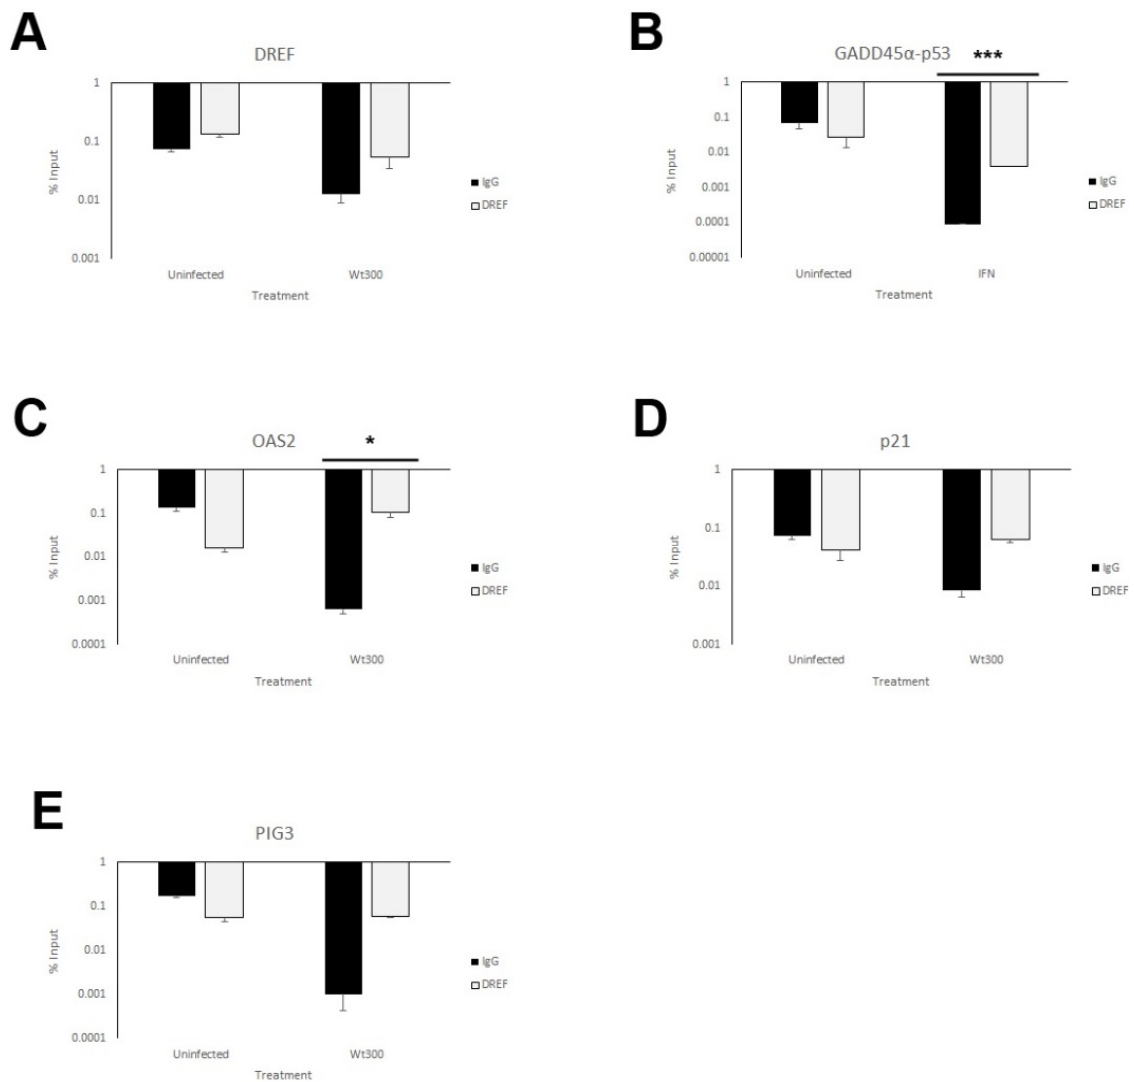 A
DREF
1
0.1
0.01
0.001
% Input
Uninfected
Wt300
Treatment
IgG
DREF
B
GADD45α-p53
***
1
0.1
0.01
0.001
0.0001
0.00001
% Input
Uninfected
IFN
Treatment
IgG
DREF
C
OAS2
*
1
0.1
0.01
0.001
0.0001
% Input
Uninfected
Wt300
Treatment
IgG
DREF
D
p21
1
0.1
0.01
0.001
% Input
Uninfected
Wt300
Treatment
IgG
DREF
E
PIG3
1
0.1
0.01
0.001
0.0001
% Input
Uninfected
Wt300
Treatment
IgG
DREF